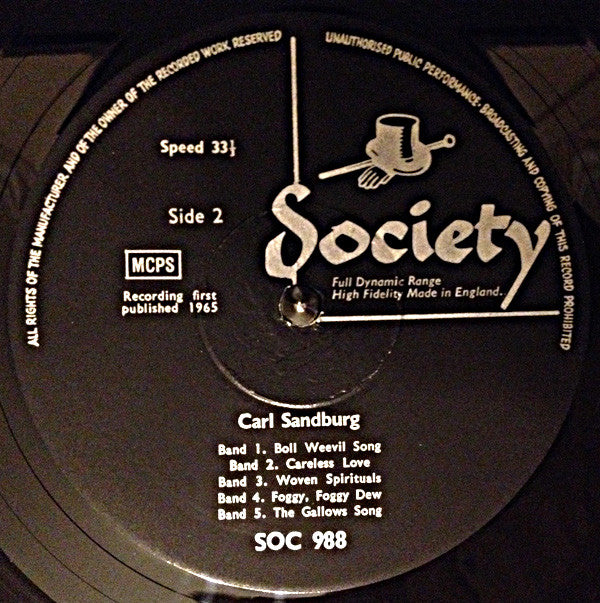 ALL RIGHTS OF THE MANUFACTURER AND OF THE OWNER OF THE RECORDED WORK RESERVED
UNAUTHORISED PUBLIC PERFORMANCE, BROADCASTING AND COPYING OF THIS RECORD PROHIBITED
Speed 33⅓
Side 2
Society
MCPS
Full Dynamic Range
High Fidelity Made in England.
Recording first
published 1965
Carl Sandburg
Band 1. Boll Weevil Song
Band 2. Careless Love
Band 3. Woven Spirituals
Band 4. Foggy, Foggy Dew
Band 5. The Gallows Song
SOC 988